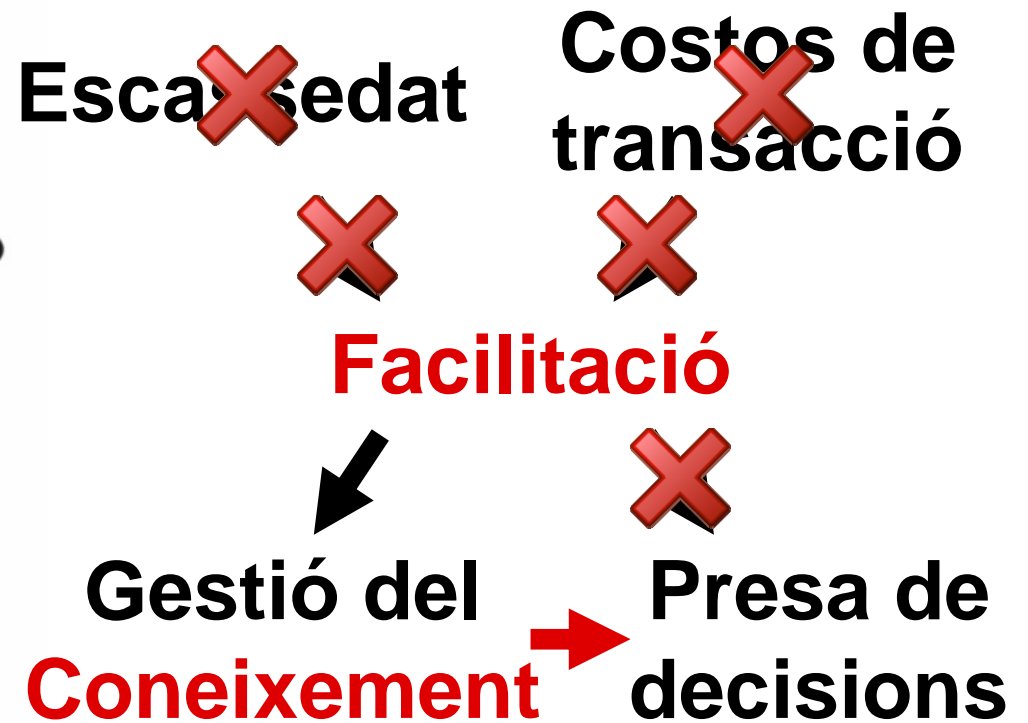 Escassedat
Costos de
transacció
Facilitació
Gestió del
Coneixement
Presa de
decisions